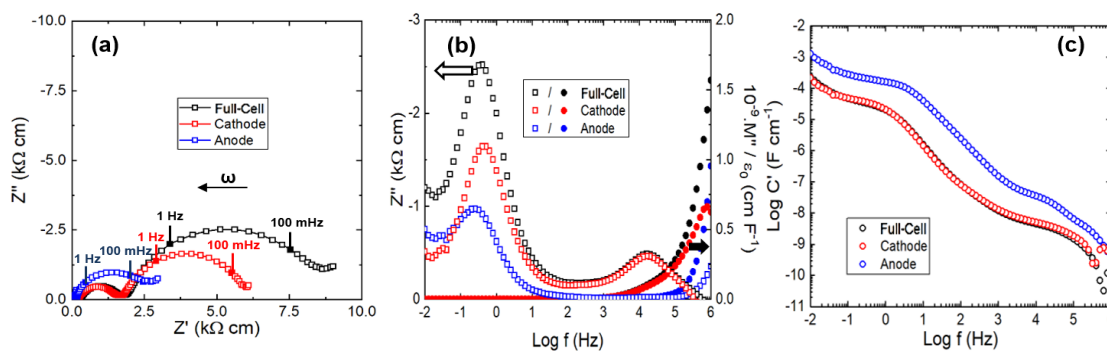 (a)
-10.0
-7.5
-5.0
-2.5
0.0
Z'' (kΩ cm)
Full-Cell
Cathode
Anode
ω
1 Hz
100 mHz
1 Hz
100 mHz
1 Hz
100 mHz
0.0 2.5 5.0 7.5 10.0
Z' (kΩ cm)
(b)
-3
-2
-1
0
Z'' (kΩ cm)
/ Full-Cell
/ Cathode
/ Anode
2.0
1.5
1.0
0.5
0.0
10⁻⁹.M'' / ε₀ (cm F⁻¹)
-2 -1 0 1 2 3 4 5 6
Log f (Hz)
(c)
-2
-3
-4
-5
-6
-7
-8
-9
-10
-11
Log C' (F cm⁻¹)
Full-Cell
Cathode
Anode
-2 -1 0 1 2 3 4 5 6
Log f (Hz)